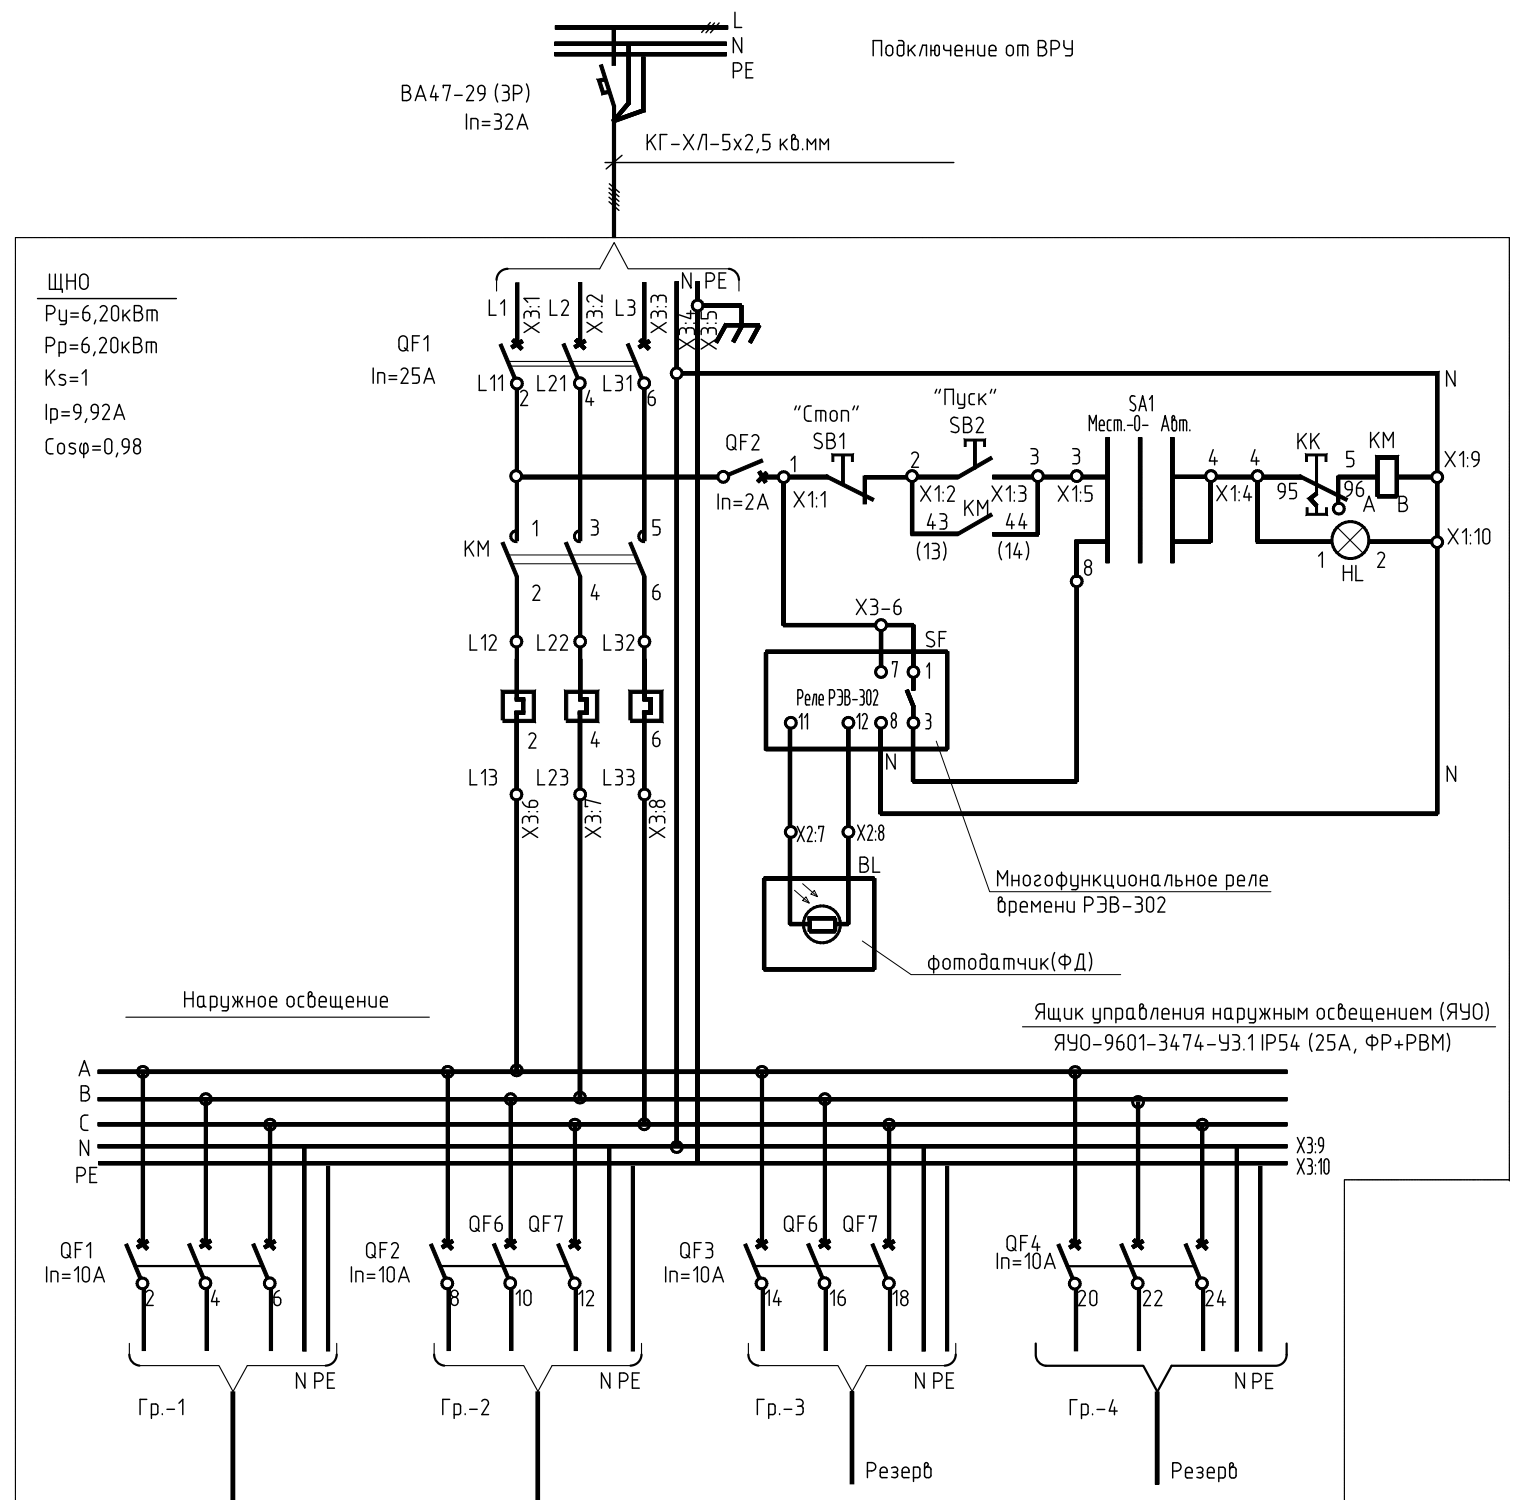 L
N
PE
Подключение от ВРУ
ВА47-29 (3Р)
In=32А
КГ-ХЛ-5х2,5 кв.мм
ЩНО
Ру=6,20кВт
Рр=6,20кВт
Кs=1
Iр=9,92А
Cosφ=0,98
N PE
L1 X3:1 L2 X3:2 L3 X3:3 X3:4 X3:5
QF1
In=25A
L11 L21 L31
2 4 6
N
"Стоп"
SB1
"Пуск"
SB2
SA1
Мест.-0- Авт.
QF2
In=2A
1
X1:1
2
X1:2
3
X1:3
3
X1:5
4
X1:4
4
KK
95
96
5
KM
A B
X1:9
KM
43 44
(13) (14)
X1:10
1 2
HL
8
KM
1 3 5
2 4 6
L12 L22 L32
X3-6
SF
7 1
Реле РЭВ-302
11 12 8 3
N
2 4 6
L13 L23 L33
X3:6 X3:7 X3:8
N
X2:7 X2:8
BL
Многофункциональное реле
времени РЭВ-302
фотодатчик(ФД)
Наружное освещение
Ящик управления наружным освещением (ЯУО)
ЯУО-9601-3474-У3.1 IP54 (25А, ФР+РВМ)
A
B
C
N
PE
X3:9
X3:10
QF1
In=10A
2 4 6
QF2
In=10A
QF6 QF7
8 10 12
QF3
In=10A
QF6 QF7
14 16 18
QF4
In=10A
20 22 24
N PE
N PE
N PE
N PE
Гр.-1
Гр.-2
Гр.-3
Гр.-4
Резерв
Резерв